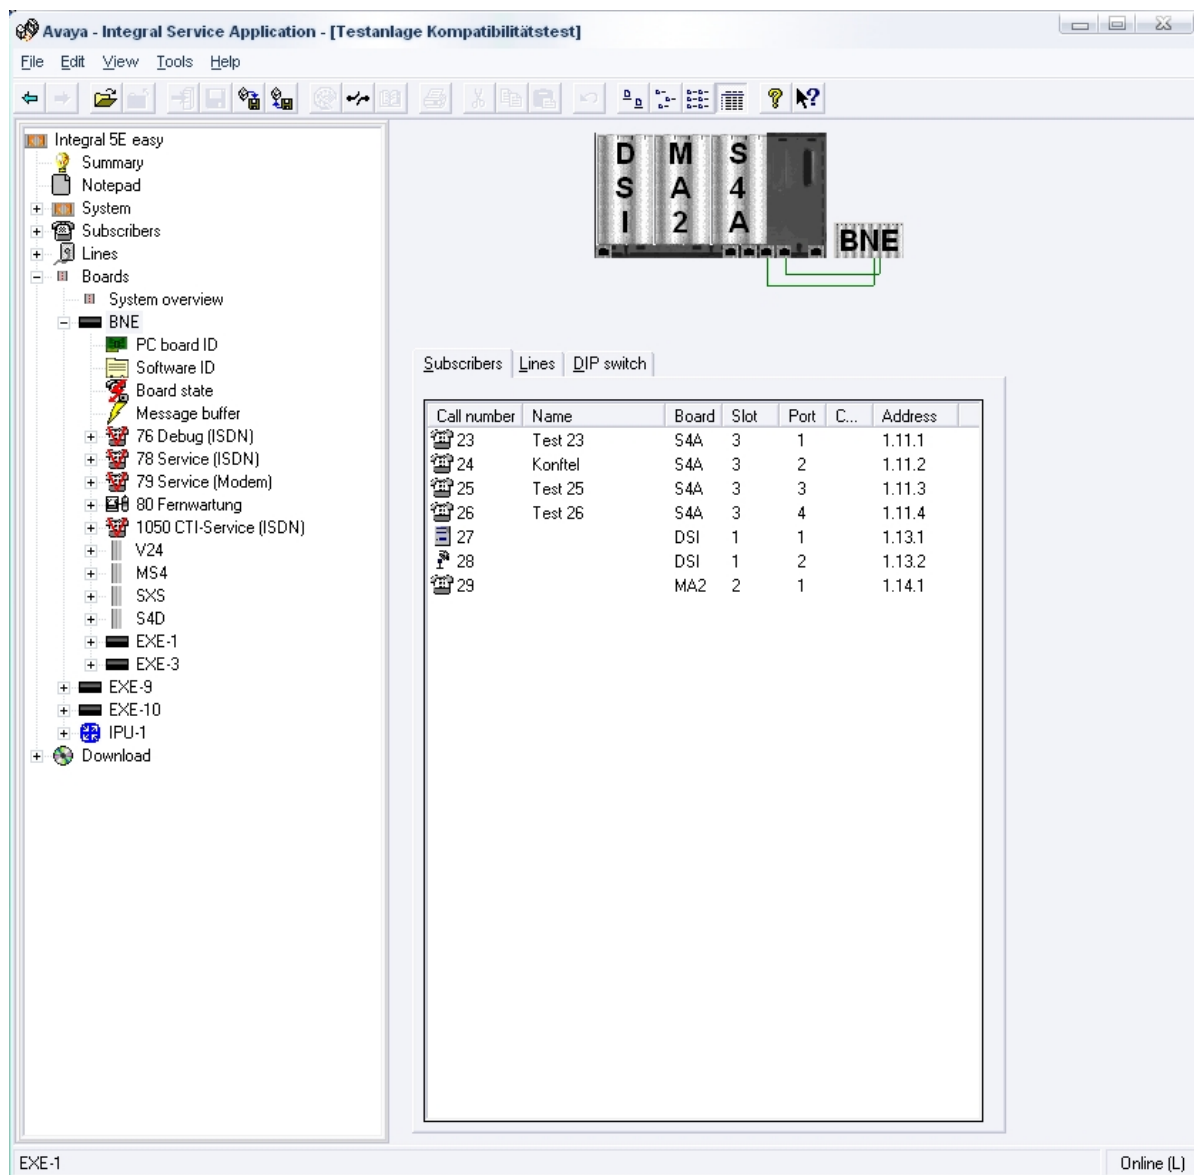 Avaya - Integral Service Application - [Testanlage Kompatibilitätstest]
File Edit View Tools Help
Integral 5E easy
Summary
Notepad
System
Subscribers
Lines
Boards
System overview
BNE
PC board ID
Software ID
Board state
Message buffer
76 Debug (ISDN)
78 Service (ISDN)
79 Service (Modem)
80 Fernwartung
1050 CTI-Service (ISDN)
V24
MS4
SXS
S4D
EXE-1
EXE-3
EXE-9
EXE-10
IPU-1
Download
DSI MA2 S4A
BNE
Subscribers Lines DIP switch
Call number Name Board Slot Port C... Address
23 Test 23 S4A 3 1 1.11.1
24 Konftel S4A 3 2 1.11.2
25 Test 25 S4A 3 3 1.11.3
26 Test 26 S4A 3 4 1.11.4
27 DSI 1 1 1.13.1
28 DSI 1 2 1.13.2
29 MA2 2 1 1.14.1
EXE-1 Online (L)